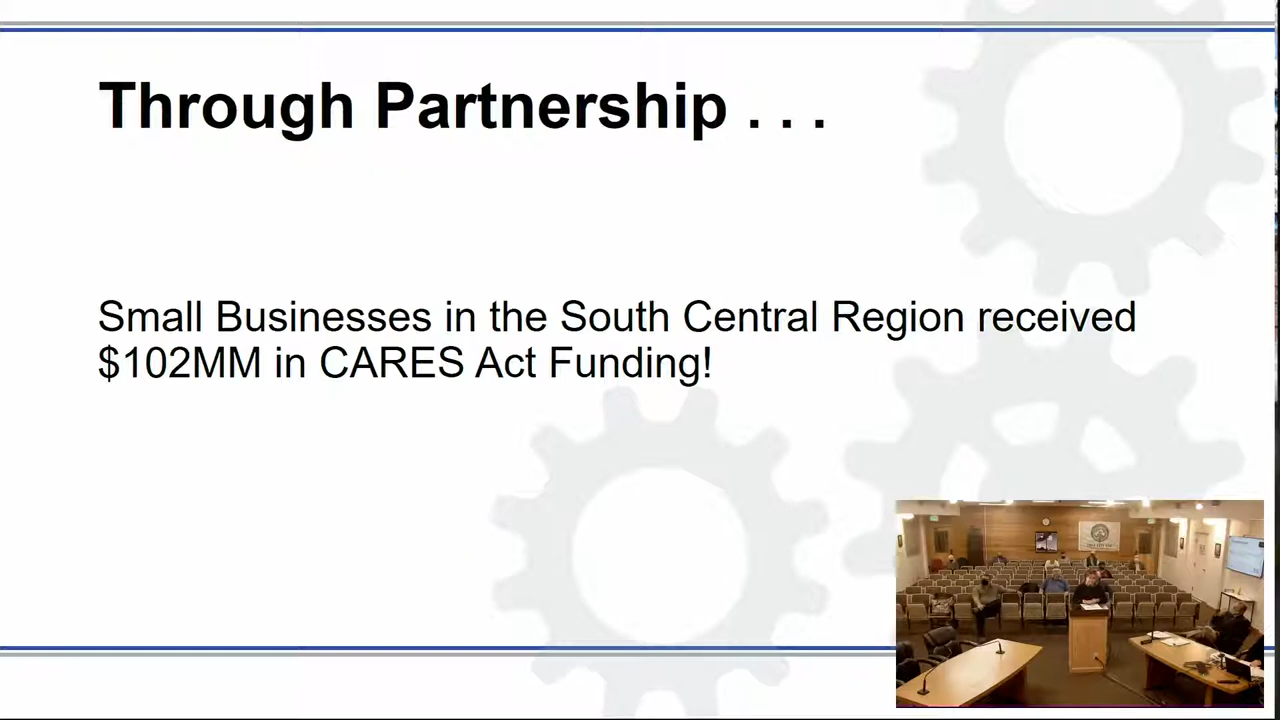 Through Partnership . . .
Small Businesses in the South Central Region received
$102MM in CARES Act Funding!